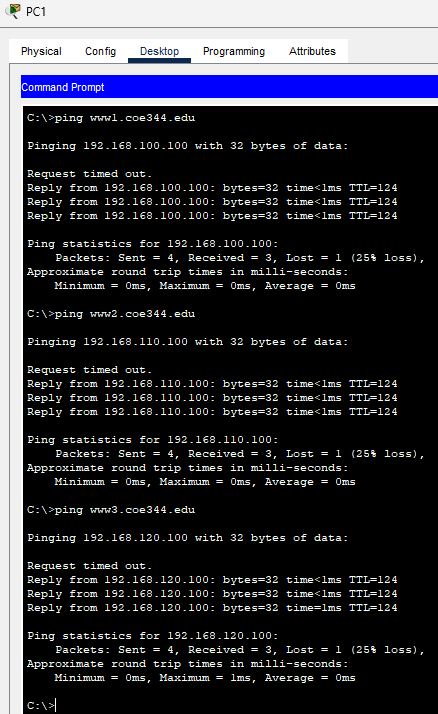 PC1
Physical Config Desktop Programming Attributes
Command Prompt
C:\>ping www1.coe344.edu
Pinging 192.168.100.100 with 32 bytes of data:
Request timed out.
Reply from 192.168.100.100: bytes=32 time<1ms TTL=124
Reply from 192.168.100.100: bytes=32 time<1ms TTL=124
Reply from 192.168.100.100: bytes=32 time<1ms TTL=124
Ping statistics for 192.168.100.100:
Packets: Sent = 4, Received = 3, Lost = 1 (25% loss),
Approximate round trip times in milli-seconds:
Minimum = 0ms, Maximum = 0ms, Average = 0ms
C:\>ping www2.coe344.edu
Pinging 192.168.110.100 with 32 bytes of data:
Request timed out.
Reply from 192.168.110.100: bytes=32 time<1ms TTL=124
Reply from 192.168.110.100: bytes=32 time<1ms TTL=124
Reply from 192.168.110.100: bytes=32 time<1ms TTL=124
Ping statistics for 192.168.110.100:
Packets: Sent = 4, Received = 3, Lost = 1 (25% loss),
Approximate round trip times in milli-seconds:
Minimum = 0ms, Maximum = 0ms, Average = 0ms
C:\>ping www3.coe344.edu
Pinging 192.168.120.100 with 32 bytes of data:
Request timed out.
Reply from 192.168.120.100: bytes=32 time<1ms TTL=124
Reply from 192.168.120.100: bytes=32 time<1ms TTL=124
Reply from 192.168.120.100: bytes=32 time=1ms TTL=124
Ping statistics for 192.168.120.100:
Packets: Sent = 4, Received = 3, Lost = 1 (25% loss),
Approximate round trip times in milli-seconds:
Minimum = 0ms, Maximum = 1ms, Average = 0ms
C:\>